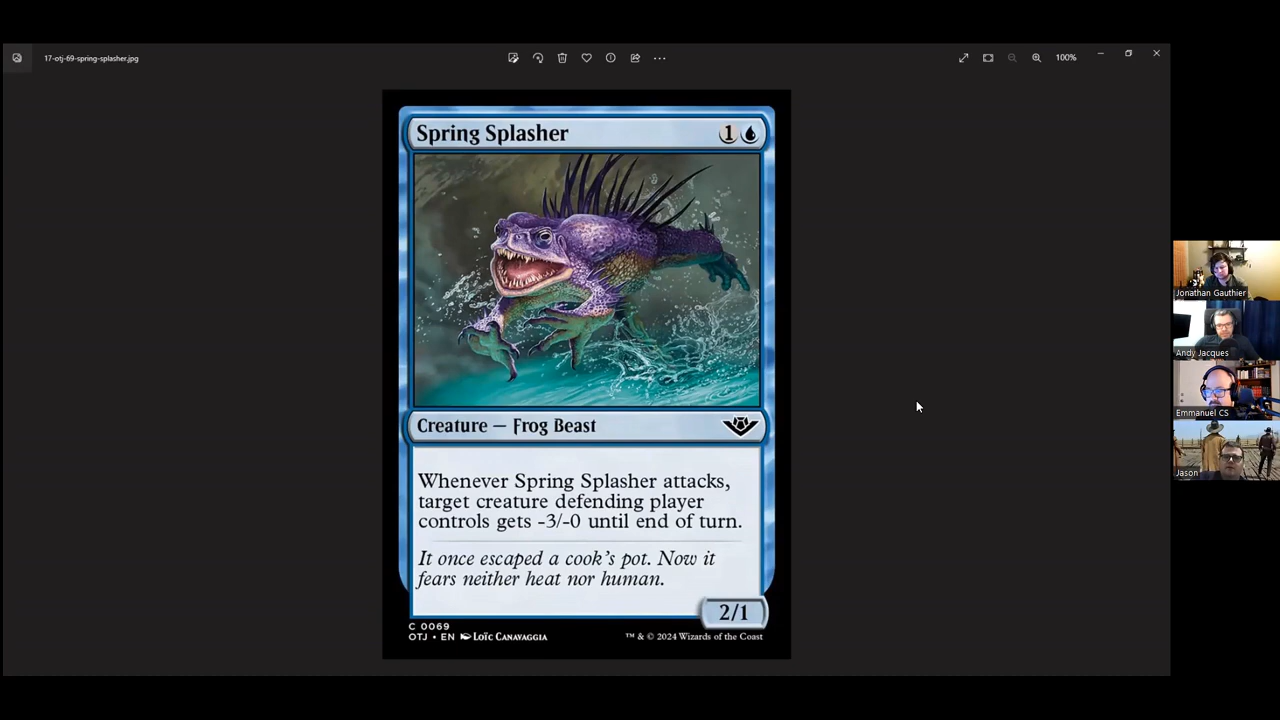 17-otj-69-spring-splasher.jpg
100%
Spring Splasher
1
Creature — Frog Beast
Whenever Spring Splasher attacks,
target creature defending player
controls gets -3/-0 until end of turn.
It once escaped a cook's pot. Now it
fears neither heat nor human.
2/1
C 0069
OTJ • EN Loïc Canavaggia
™ & © 2024 Wizards of the Coast
Jonathan Gauthier
Andy Jacques
Emmanuel CS
Jason